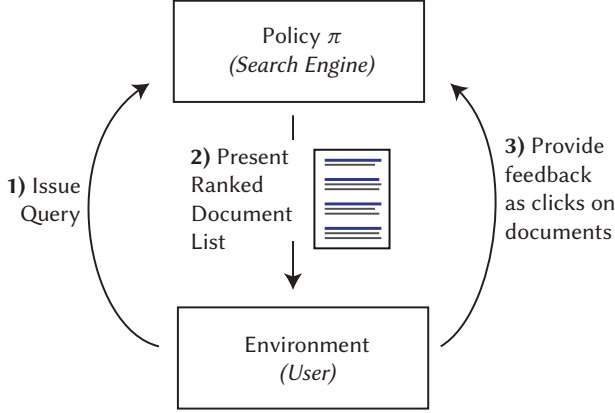 Policy π
(Search Engine)
1) Issue
Query
2) Present
Ranked
Document
List
3) Provide
feedback
as clicks on
documents
Environment
(User)